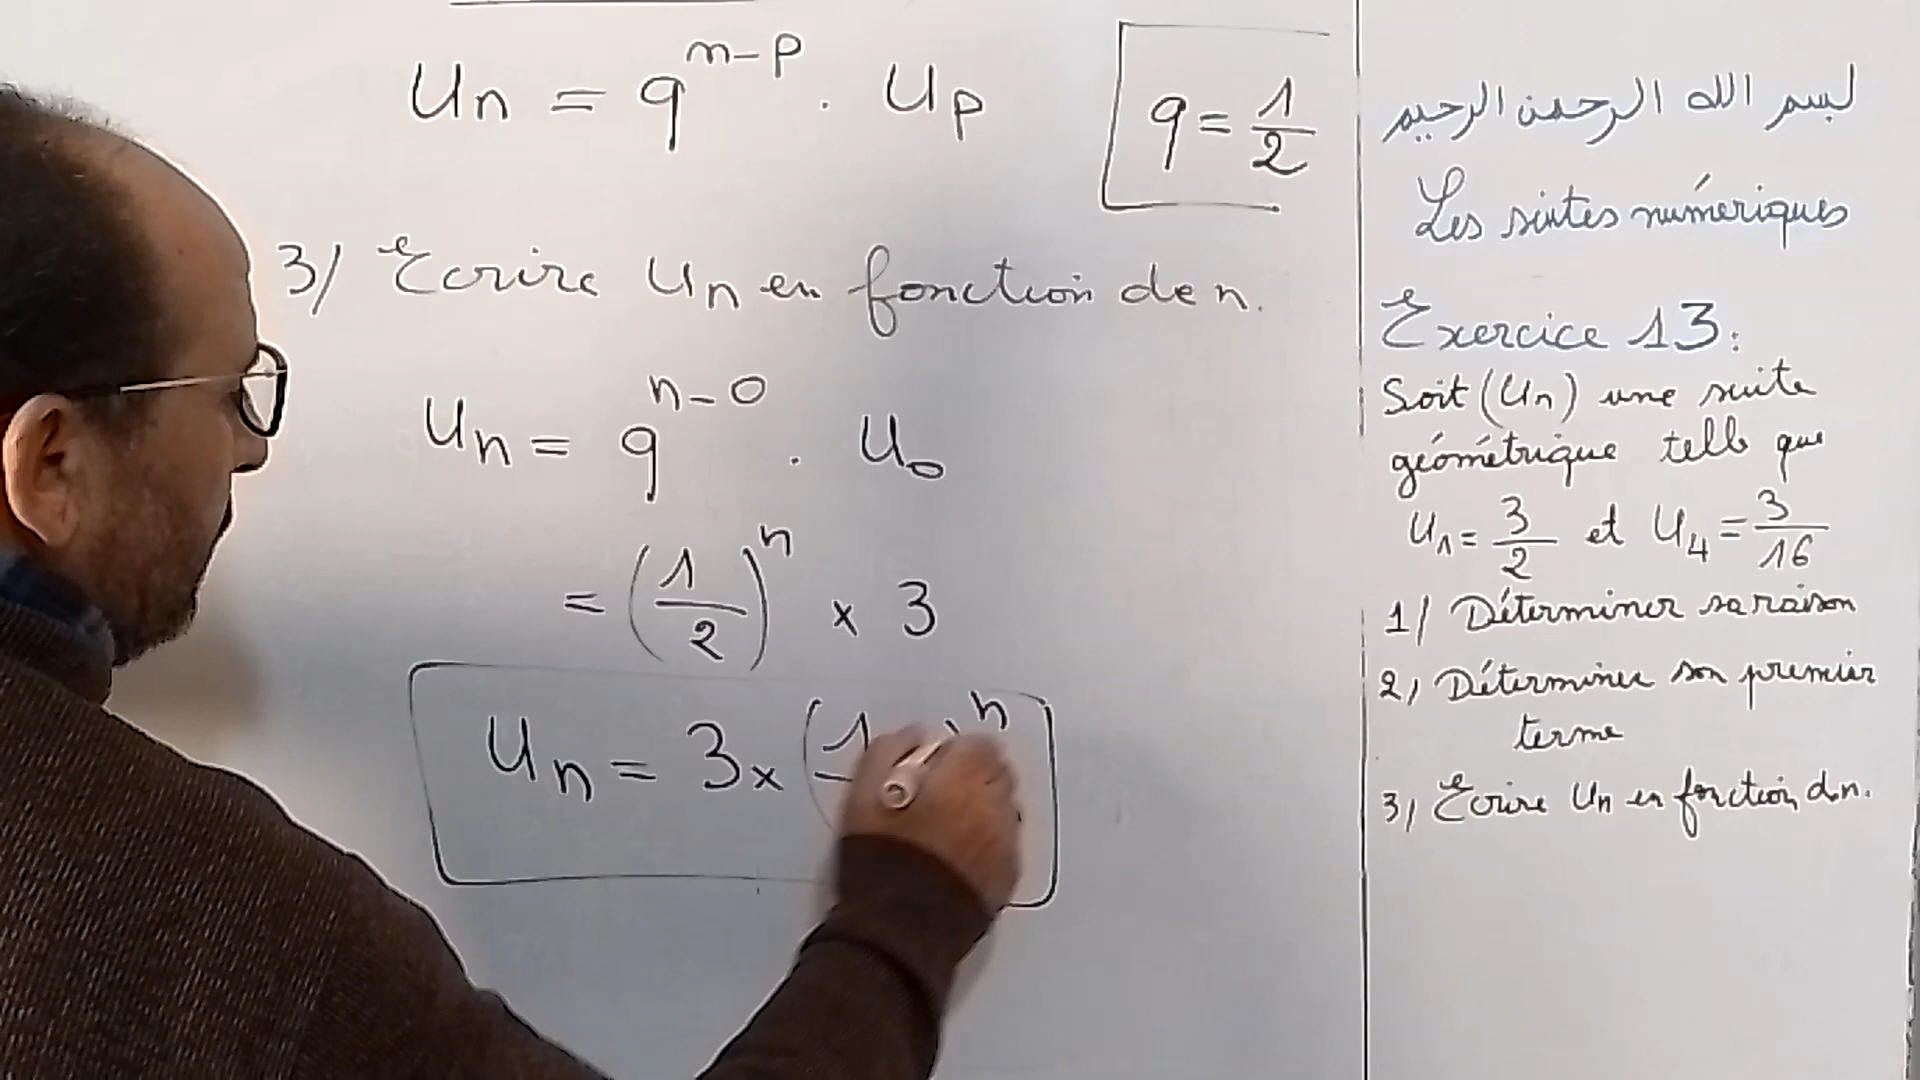 Un = q^(n-p) . Up
q = 1/2
3/ Ecrire Un en fonction de n.
Un = q^(n-0) . U0
= (1/2)^n × 3
Un = 3 × (1
)^n
بسم الله الرحمن الرحيم
Les suites numériques
Exercice 13:
Soit (Un) une suite
géométrique telle que
U1 = 3/2 et U4 = 3/16
1/ Déterminer sa raison
2/ Déterminer son premier
terme
3/ Ecrire Un en fonction de n.